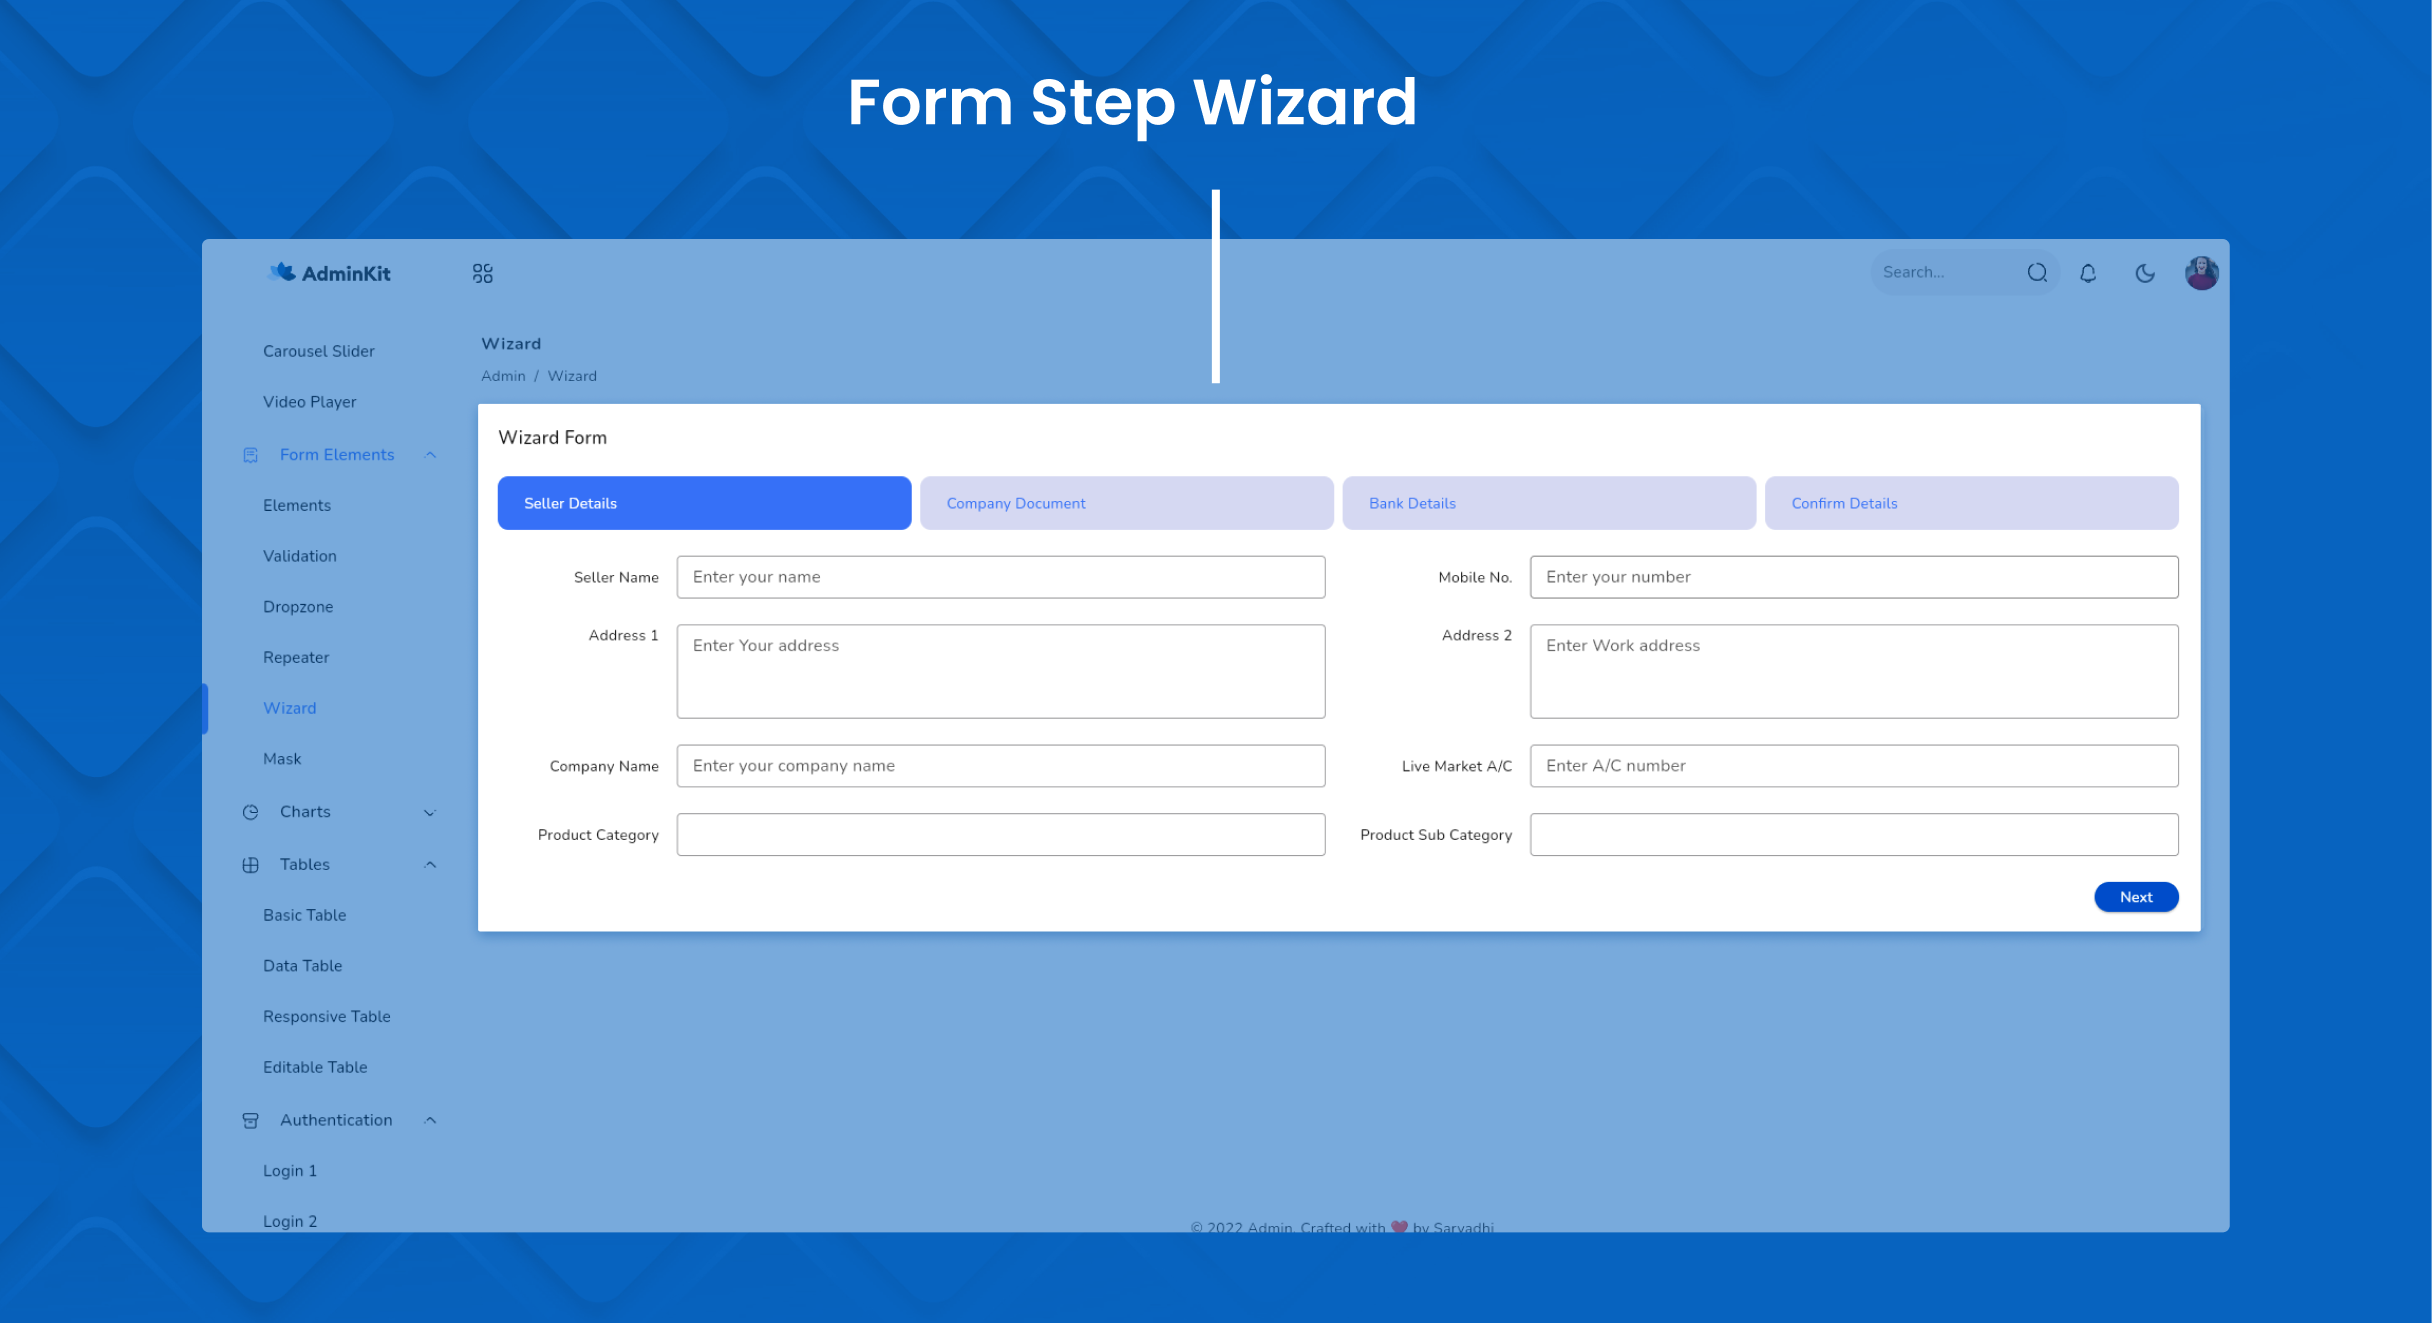 Form Step Wizard
AdminKit
Search...
Carousel Slider
Video Player
Form Elements
Elements
Validation
Dropzone
Repeater
Wizard
Mask
Charts
Tables
Basic Table
Data Table
Responsive Table
Editable Table
Authentication
Login 1
Login 2
Wizard
Admin / Wizard
Wizard Form
Seller Details
Company Document
Bank Details
Confirm Details
Seller Name
Enter your name
Mobile No.
Enter your number
Address 1
Enter Your address
Address 2
Enter Work address
Company Name
Enter your company name
Live Market A/C
Enter A/C number
Product Category
Product Sub Category
Next
© 2022 Admin. Crafted with ❤️ by Sarvadhi